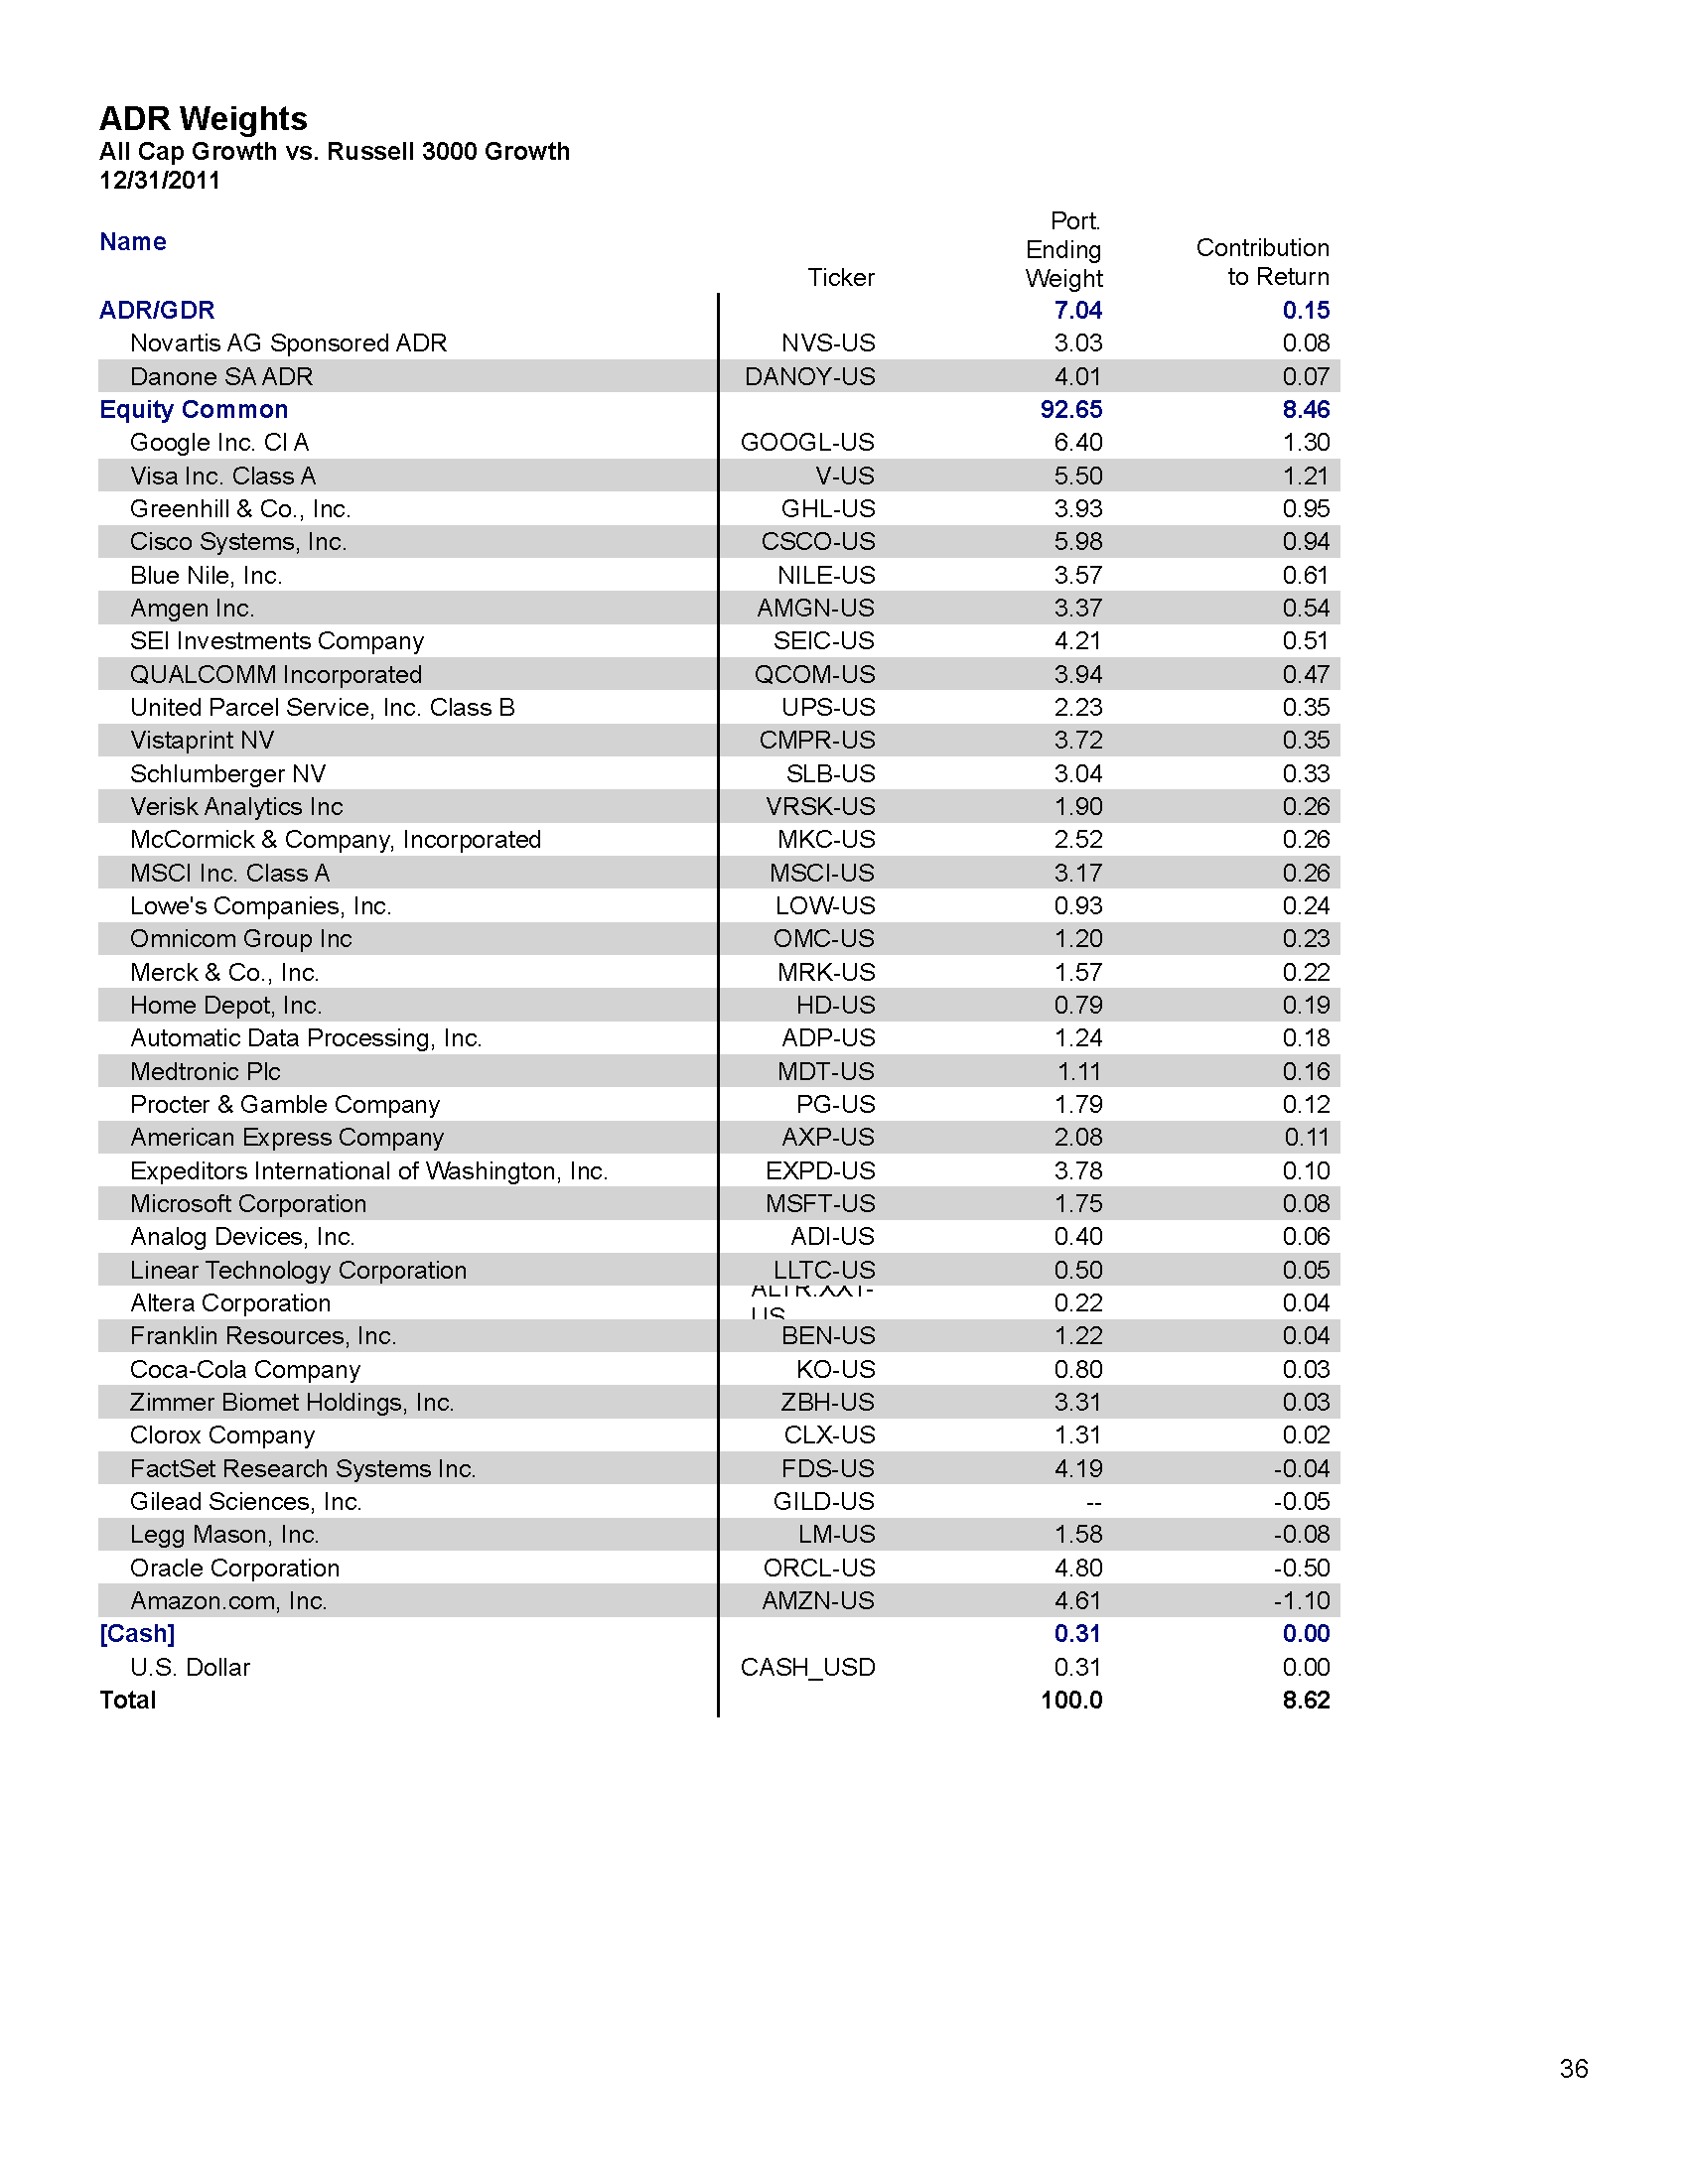 ADR Weights
All Cap Growth vs. Russell 3000 Growth
12/31/2011
Name Ticker Port. Ending Weight Contribution to Return
ADR/GDR 7.04 0.15
Novartis AG Sponsored ADR NVS-US 3.03 0.08
Danone SA ADR DANOY-US 4.01 0.07
Equity Common 92.65 8.46
Google Inc. Cl A GOOGL-US 6.40 1.30
Visa Inc. Class A V-US 5.50 1.21
Greenhill & Co., Inc. GHL-US 3.93 0.95
Cisco Systems, Inc. CSCO-US 5.98 0.94
Blue Nile, Inc. NILE-US 3.57 0.61
Amgen Inc. AMGN-US 3.37 0.54
SEI Investments Company SEIC-US 4.21 0.51
QUALCOMM Incorporated QCOM-US 3.94 0.47
United Parcel Service, Inc. Class B UPS-US 2.23 0.35
Vistaprint NV CMPR-US 3.72 0.35
Schlumberger NV SLB-US 3.04 0.33
Verisk Analytics Inc VRSK-US 1.90 0.26
McCormick & Company, Incorporated MKC-US 2.52 0.26
MSCI Inc. Class A MSCI-US 3.17 0.26
Lowe's Companies, Inc. LOW-US 0.93 0.24
Omnicom Group Inc OMC-US 1.20 0.23
Merck & Co., Inc. MRK-US 1.57 0.22
Home Depot, Inc. HD-US 0.79 0.19
Automatic Data Processing, Inc. ADP-US 1.24 0.18
Medtronic Plc MDT-US 1.11 0.16
Procter & Gamble Company PG-US 1.79 0.12
American Express Company AXP-US 2.08 0.11
Expeditors International of Washington, Inc. EXPD-US 3.78 0.10
Microsoft Corporation MSFT-US 1.75 0.08
Analog Devices, Inc. ADI-US 0.40 0.06
Linear Technology Corporation LLTC-US 0.50 0.05
Altera Corporation 0.22 0.04
Franklin Resources, Inc. BEN-US 1.22 0.04
Coca-Cola Company KO-US 0.80 0.03
Zimmer Biomet Holdings, Inc. ZBH-US 3.31 0.03
Clorox Company CLX-US 1.31 0.02
FactSet Research Systems Inc. FDS-US 4.19 -0.04
Gilead Sciences, Inc. GILD-US -- -0.05
Legg Mason, Inc. LM-US 1.58 -0.08
Oracle Corporation ORCL-US 4.80 -0.50
Amazon.com, Inc. AMZN-US 4.61 -1.10
[Cash] 0.31 0.00
U.S. Dollar CASH_USD 0.31 0.00
Total 100.0 8.62
36